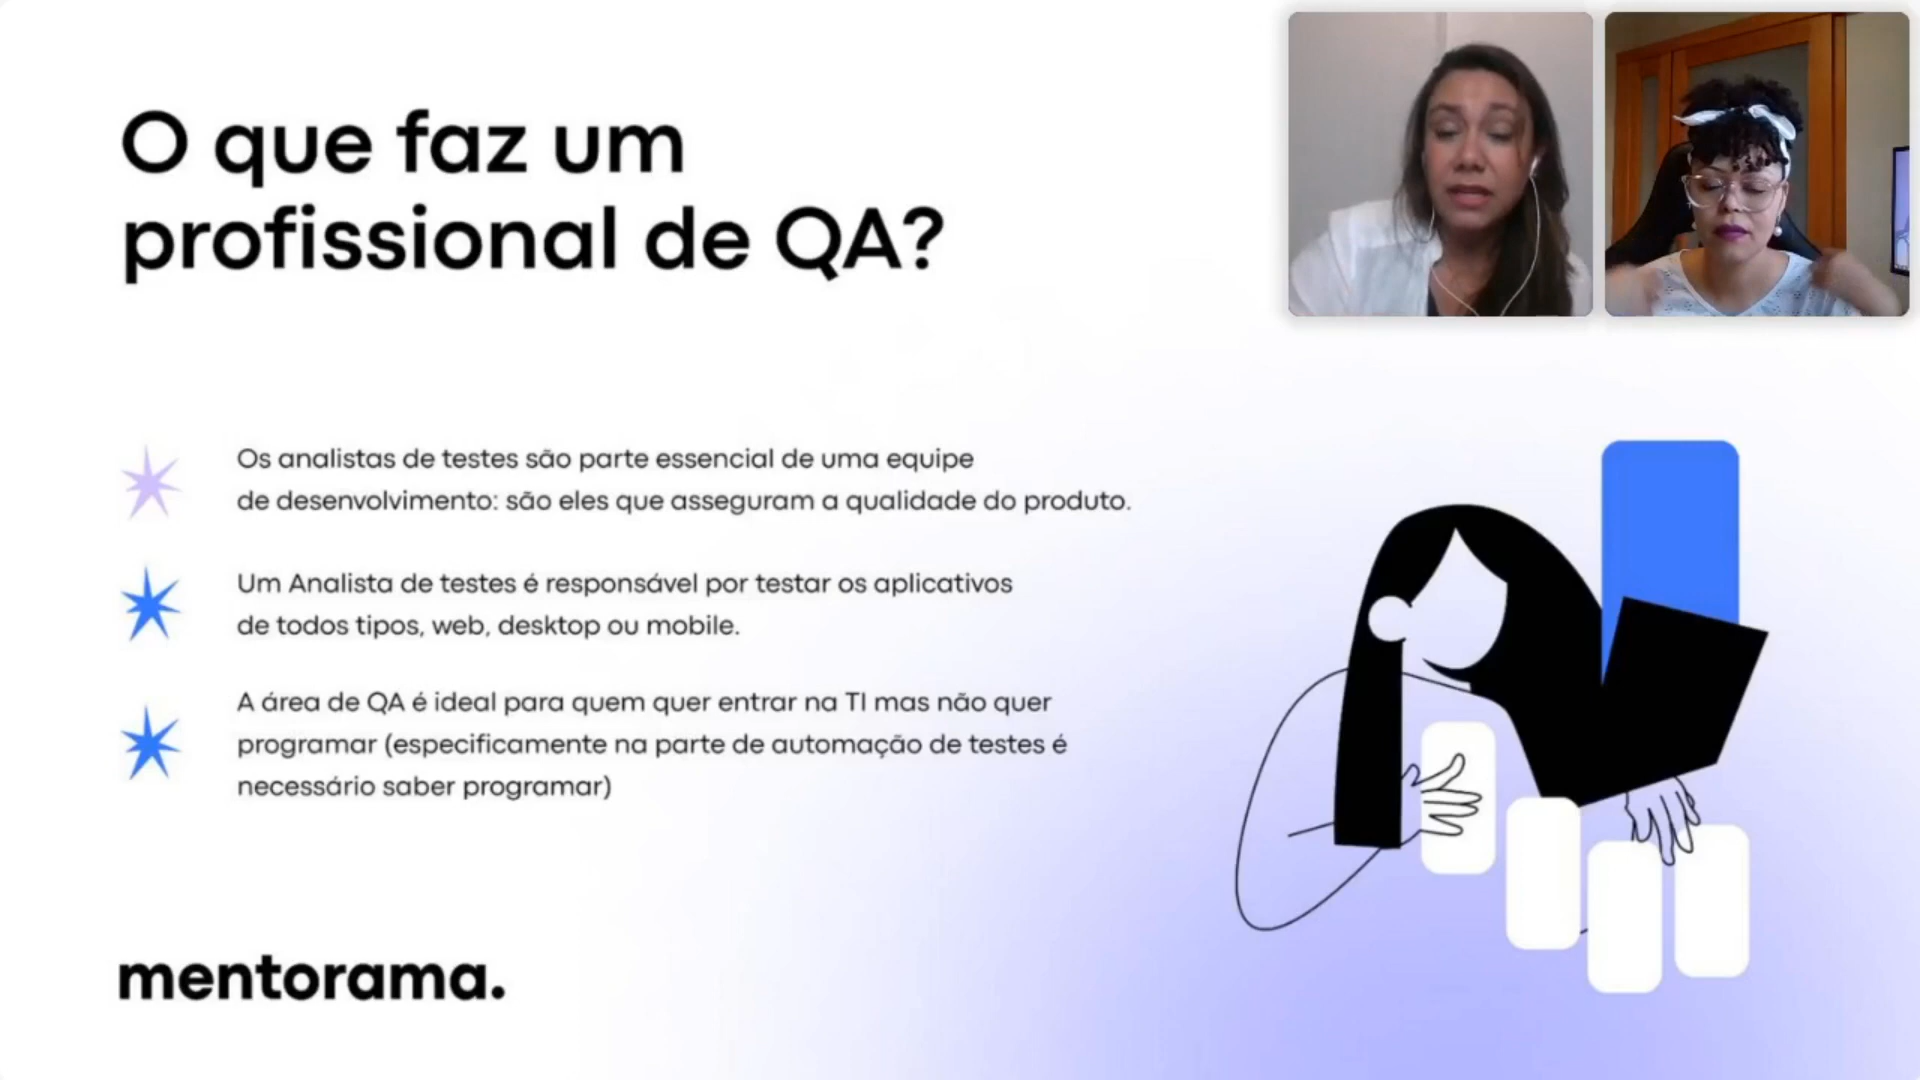 O que faz um
profissional de QA?
Os analistas de testes são parte essencial de uma equipe
de desenvolvimento: são eles que asseguram a qualidade do produto.
Um Analista de testes é responsável por testar os aplicativos
de todos tipos, web, desktop ou mobile.
A área de QA é ideal para quem quer entrar na TI mas não quer
programar (especificamente na parte de automação de testes é
necessário saber programar)
mentorama.